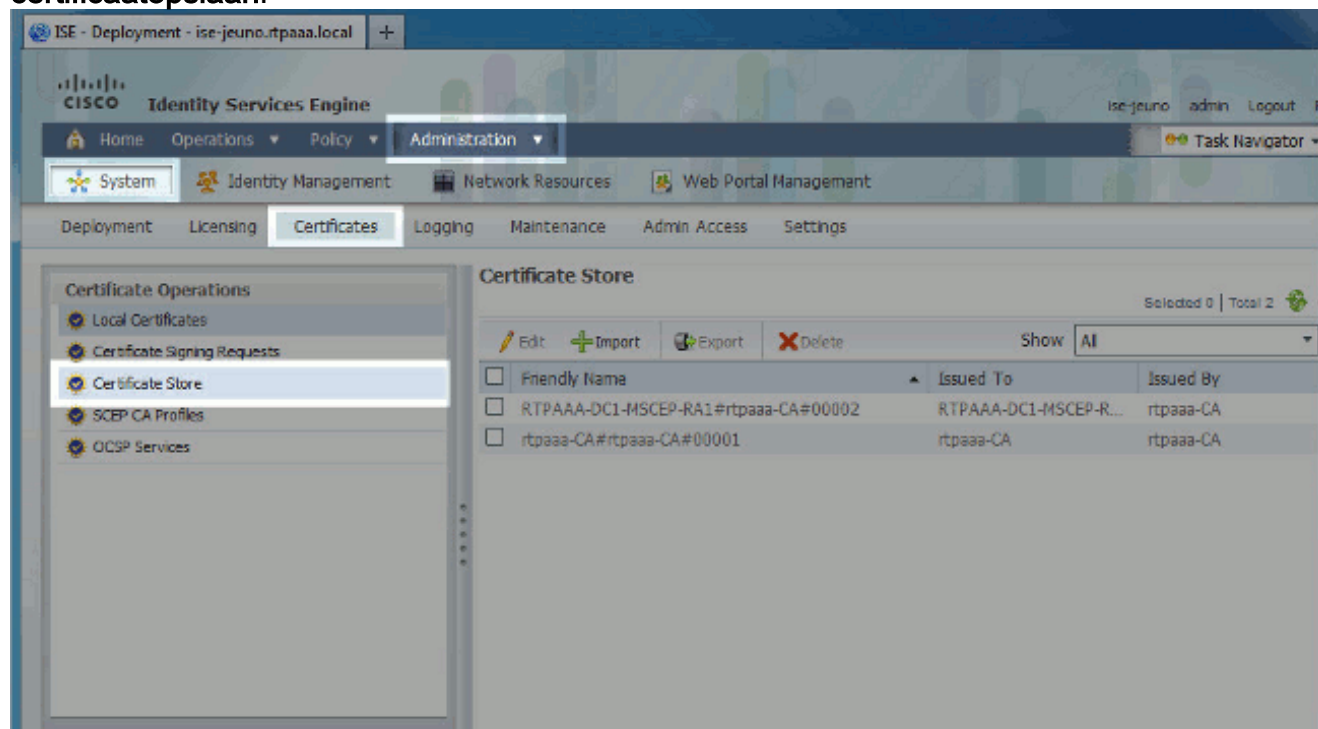 certificaatopslaan.
ISE - Deployment - ise-jeuno.rtpaaa.local +
CISCO Identity Services Engine
ise-jeuno admin Logout
Home Operations Policy Administration Task Navigator
System Identity Management Network Resources Web Portal Management
Deployment Licensing Certificates Logging Maintenance Admin Access Settings
Certificate Operations
Local Certificates
Certificate Signing Requests
Certificate Store
SCEP CA Profiles
OCSP Services
Certificate Store
Selected 0 | Total 2
Edit Import Export Delete Show All
Friendly Name Issued To Issued By
RTPAAA-DC1-MSCEP-RA1#rtpaaa-CA#00002 RTPAAA-DC1-MSCEP-R... rtpaaa-CA
rtpaaa-CA#rtpaaa-CA#00001 rtpaaa-CA rtpaaa-CA